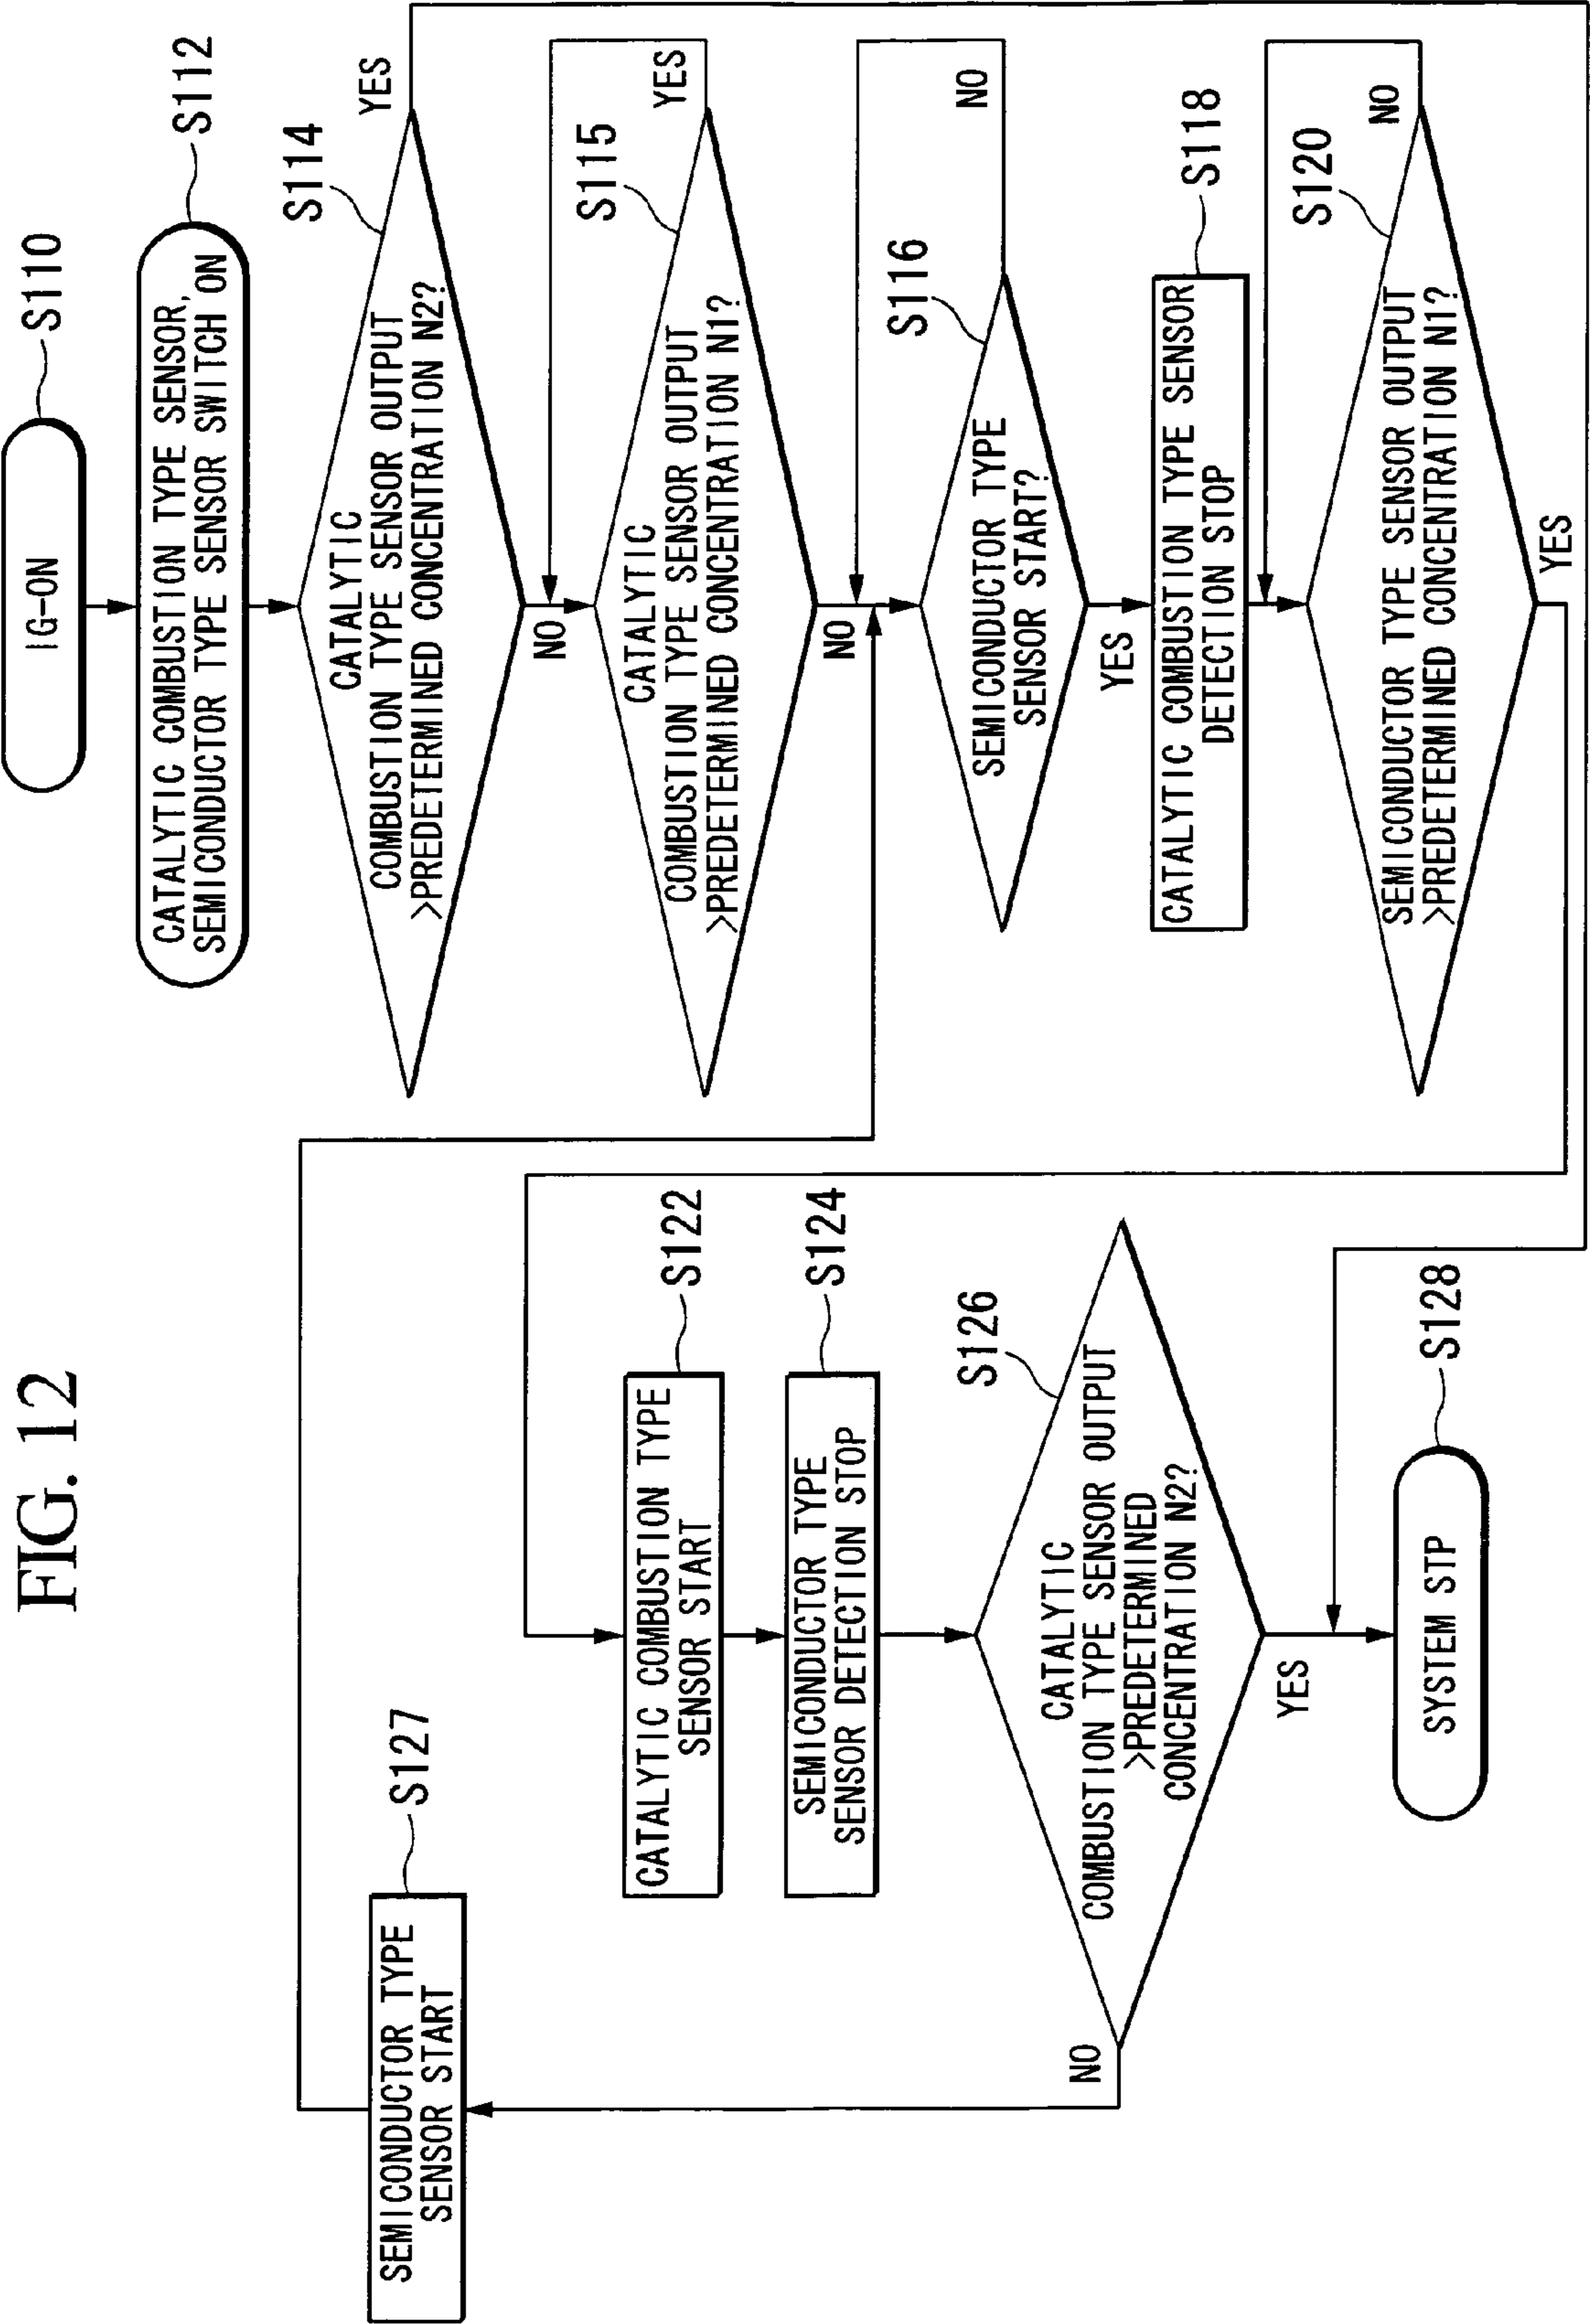 FIG. 12
IG-ON
S110
CATALYTIC COMBUSTION TYPE SENSOR,
SEMICONDUCTOR TYPE SENSOR SWITCH ON
S112
CATALYTIC
COMBUSTION TYPE SENSOR OUTPUT
>PREDETERMINED CONCENTRATION N2?
S114
YES
NO
CATALYTIC
COMBUSTION TYPE SENSOR OUTPUT
>PREDETERMINED CONCENTRATION N1?
S115
YES
NO
SEMICONDUCTOR TYPE
SENSOR START?
S116
NO
YES
CATALYTIC COMBUSTION TYPE SENSOR
DETECTION STOP
S118
SEMICONDUCTOR TYPE SENSOR OUTPUT
>PREDETERMINED CONCENTRATION N1?
S120
NO
YES
CATALYTIC COMBUSTION TYPE
SENSOR START
S122
SEMICONDUCTOR TYPE
SENSOR DETECTION STOP
S124
CATALYTIC
COMBUSTION TYPE SENSOR OUTPUT
>PREDETERMINED
CONCENTRATION N2?
S126
NO
YES
SEMICONDUCTOR TYPE
SENSOR START
S127
SYSTEM STP
S128